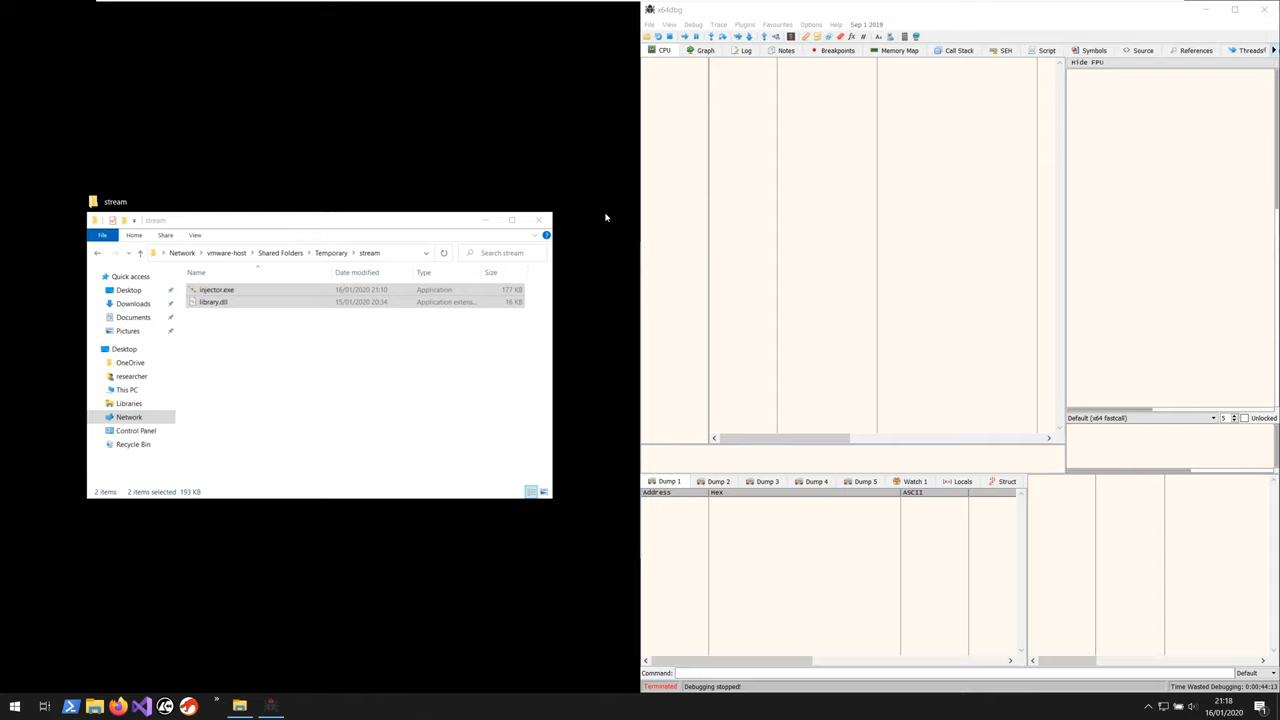 x64dbg
File View Debug Trace Plugins Favourites Options Help Sep 1 2019
CPU Graph Log Notes Breakpoints Memory Map Call Stack SEH Script Symbols Source References Threads
Hide FPU
stream
stream
File Home Share View
Network > vmware-host > Shared Folders > Temporary > stream
Search stream
Name Date modified Type Size
Quick access
Desktop
Downloads
Documents
Pictures
Desktop
OneDrive
researcher
This PC
Libraries
Network
Control Panel
Recycle Bin
injector.exe 16/01/2020 21:10 Application 177 KB
library.dll 15/01/2020 20:34 Application extens... 16 KB
2 items 2 items selected 193 KB
Default (x64 fastcall) 5 Unlocked
Dump 1 Dump 2 Dump 3 Dump 4 Dump 5 Watch 1 Locals Struct
Address Hex ASCII
Command: Default
Terminated Debugging stopped! Time Wasted Debugging: 0:00:44:13
21:18
16/01/2020
1